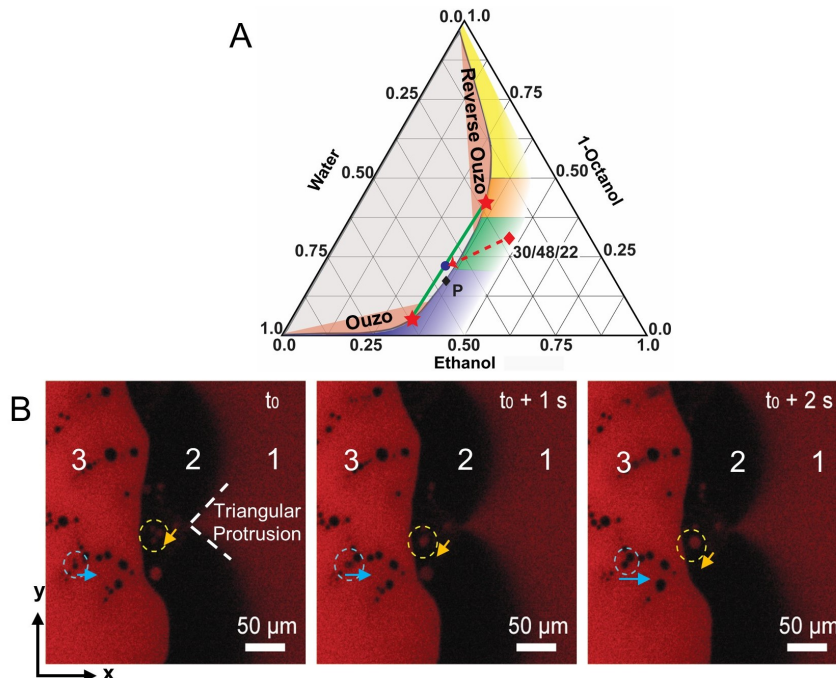 A
0.0 1.0
0.25
0.75
Water
0.50
Reverse Ouzo
0.50
1-Octanol
0.75
0.25
30/48/22
P
Ouzo
1.0
0.0
0.0
0.25
0.50
0.75
1.0
Ethanol
B
t0
t0 + 1 s
t0 + 2 s
3
2
1
3
2
1
3
2
1
Triangular
Protrusion
y
50 μm
50 μm
50 μm
x